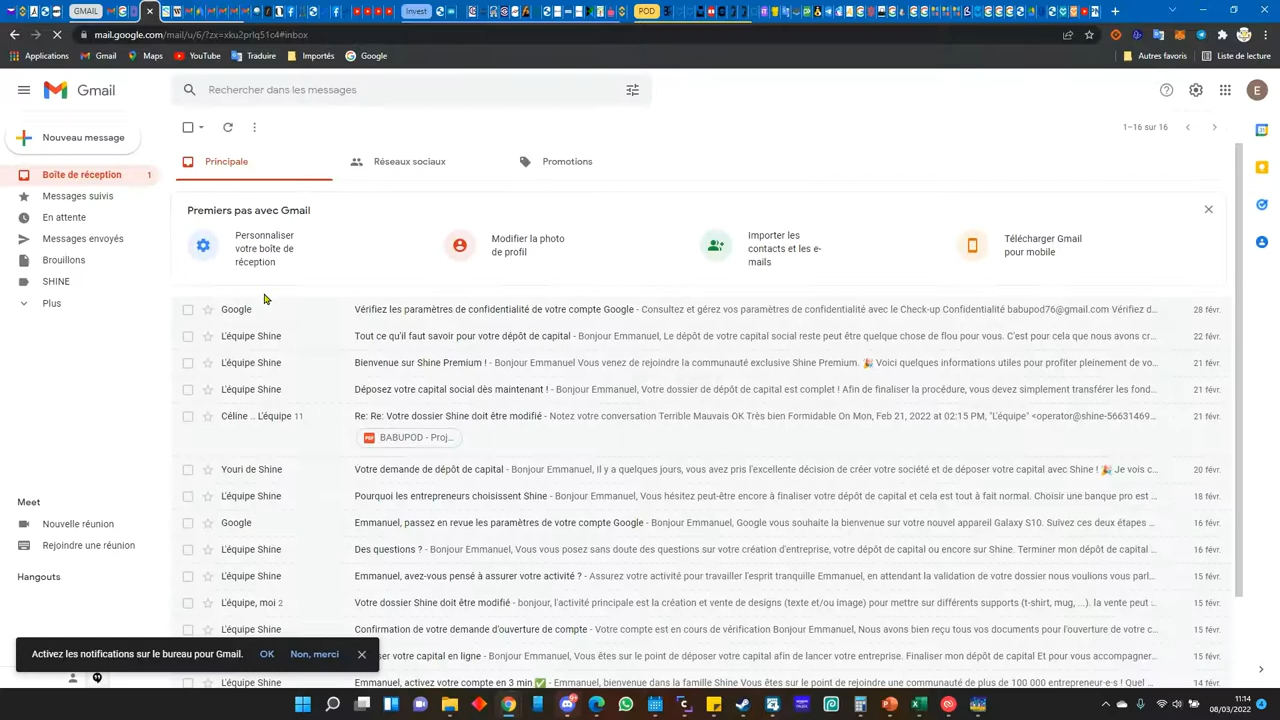 GMAIL
Invest
POD
mail.google.com/mail/u/6/?zx=xku2prlq51c4#inbox
Applications
Gmail
Maps
YouTube
Traduire
Importés
Google
Autres favoris
Liste de lecture
Gmail
Rechercher dans les messages
E
Nouveau message
1–16 sur 16
Principale
Réseaux sociaux
Promotions
Boîte de réception 1
Messages suivis
En attente
Messages envoyés
Brouillons
SHINE
Plus
Premiers pas avec Gmail
Personnaliser
votre boîte de
réception
Modifier la photo
de profil
Importer les
contacts et les e-
mails
Télécharger Gmail
pour mobile
Google Vérifiez les paramètres de confidentialité de votre compte Google - Consultez et gérez vos paramètres de confidentialité avec le Check-up Confidentialité babupod76@gmail.com Vérifiez d… 28 févr.
L'équipe Shine Tout ce qu'il faut savoir pour votre dépôt de capital - Bonjour Emmanuel, Le dépôt de votre capital social reste peut être quelque chose de flou pour vous. C'est pour cela que nous avons cr… 22 févr.
L'équipe Shine Bienvenue sur Shine Premium ! - Bonjour Emmanuel Vous venez de rejoindre la communauté exclusive Shine Premium. 🎉 Voici quelques informations utiles pour profiter pleinement de vo… 21 févr.
L'équipe Shine Déposez votre capital social dès maintenant ! - Bonjour Emmanuel, Votre dossier de dépôt de capital est complet ! Afin de finaliser la procédure, vous devez simplement transférer les fond… 21 févr.
Céline .. L'équipe 11 Re: Re: Votre dossier Shine doit être modifié - Notez votre conversation Terrible Mauvais OK Très bien Formidable On Mon, Feb 21, 2022 at 02:15 PM, "L'équipe" <operator@shine-56631469… 21 févr.
PDF BABUPOD - Proj…
Youri de Shine Votre demande de dépôt de capital - Bonjour Emmanuel, Il y a quelques jours, vous avez pris l'excellente décision de créer votre société et de déposer votre capital avec Shine ! 🎉 Je vois c… 20 févr.
L'équipe Shine Pourquoi les entrepreneurs choisissent Shine - Bonjour Emmanuel, Vous hésitez peut-être encore à finaliser votre dépôt de capital et cela est tout à fait normal. Choisir une banque pro est … 18 févr.
Google Emmanuel, passez en revue les paramètres de votre compte Google - Bonjour Emmanuel, Google vous souhaite la bienvenue sur votre nouvel appareil Galaxy S10. Suivez ces deux étapes … 16 févr.
L'équipe Shine Des questions ? - Bonjour Emmanuel, Vous vous posez sans doute des questions sur votre création d'entreprise, votre dépôt de capital ou encore sur Shine. Terminer mon dépôt de capital … 16 févr.
L'équipe Shine Emmanuel, avez-vous pensé à assurer votre activité ? - Assurez votre activité pour travailler l'esprit tranquille Emmanuel, en attendant la validation de votre dossier nous voulions vous parl… 15 févr.
L'équipe, moi 2 Votre dossier Shine doit être modifié - bonjour, l'activité principale est la création et vente de designs (texte et/ou image) pour mettre sur différents supports (t-shirt, mug, ...). la vente peut … 15 févr.
L'équipe Shine Confirmation de votre demande d'ouverture de compte - Votre compte est en cours de vérification Bonjour Emmanuel, Nous avons bien reçu tous vos documents pour l'ouverture de votre c… 15 févr.
ser votre capital en ligne - Bonjour Emmanuel, Vous êtes sur le point de déposer votre capital afin de lancer votre entreprise. Finaliser mon dépôt de capital Et pour vous accompagner… 15 févr.
L'équipe Shine Emmanuel, activez votre compte en 3 min ✅ - Bonjour Emmanuel, bienvenue dans la famille Shine Vous êtes sur le point de rejoindre une communauté de plus de 100 000 entrepreneur·e·s ! Quel … 14 févr.
Meet
Nouvelle réunion
Rejoindre une réunion
Hangouts
Activez les notifications sur le bureau pour Gmail. OK Non, merci
11:34
08/03/2022